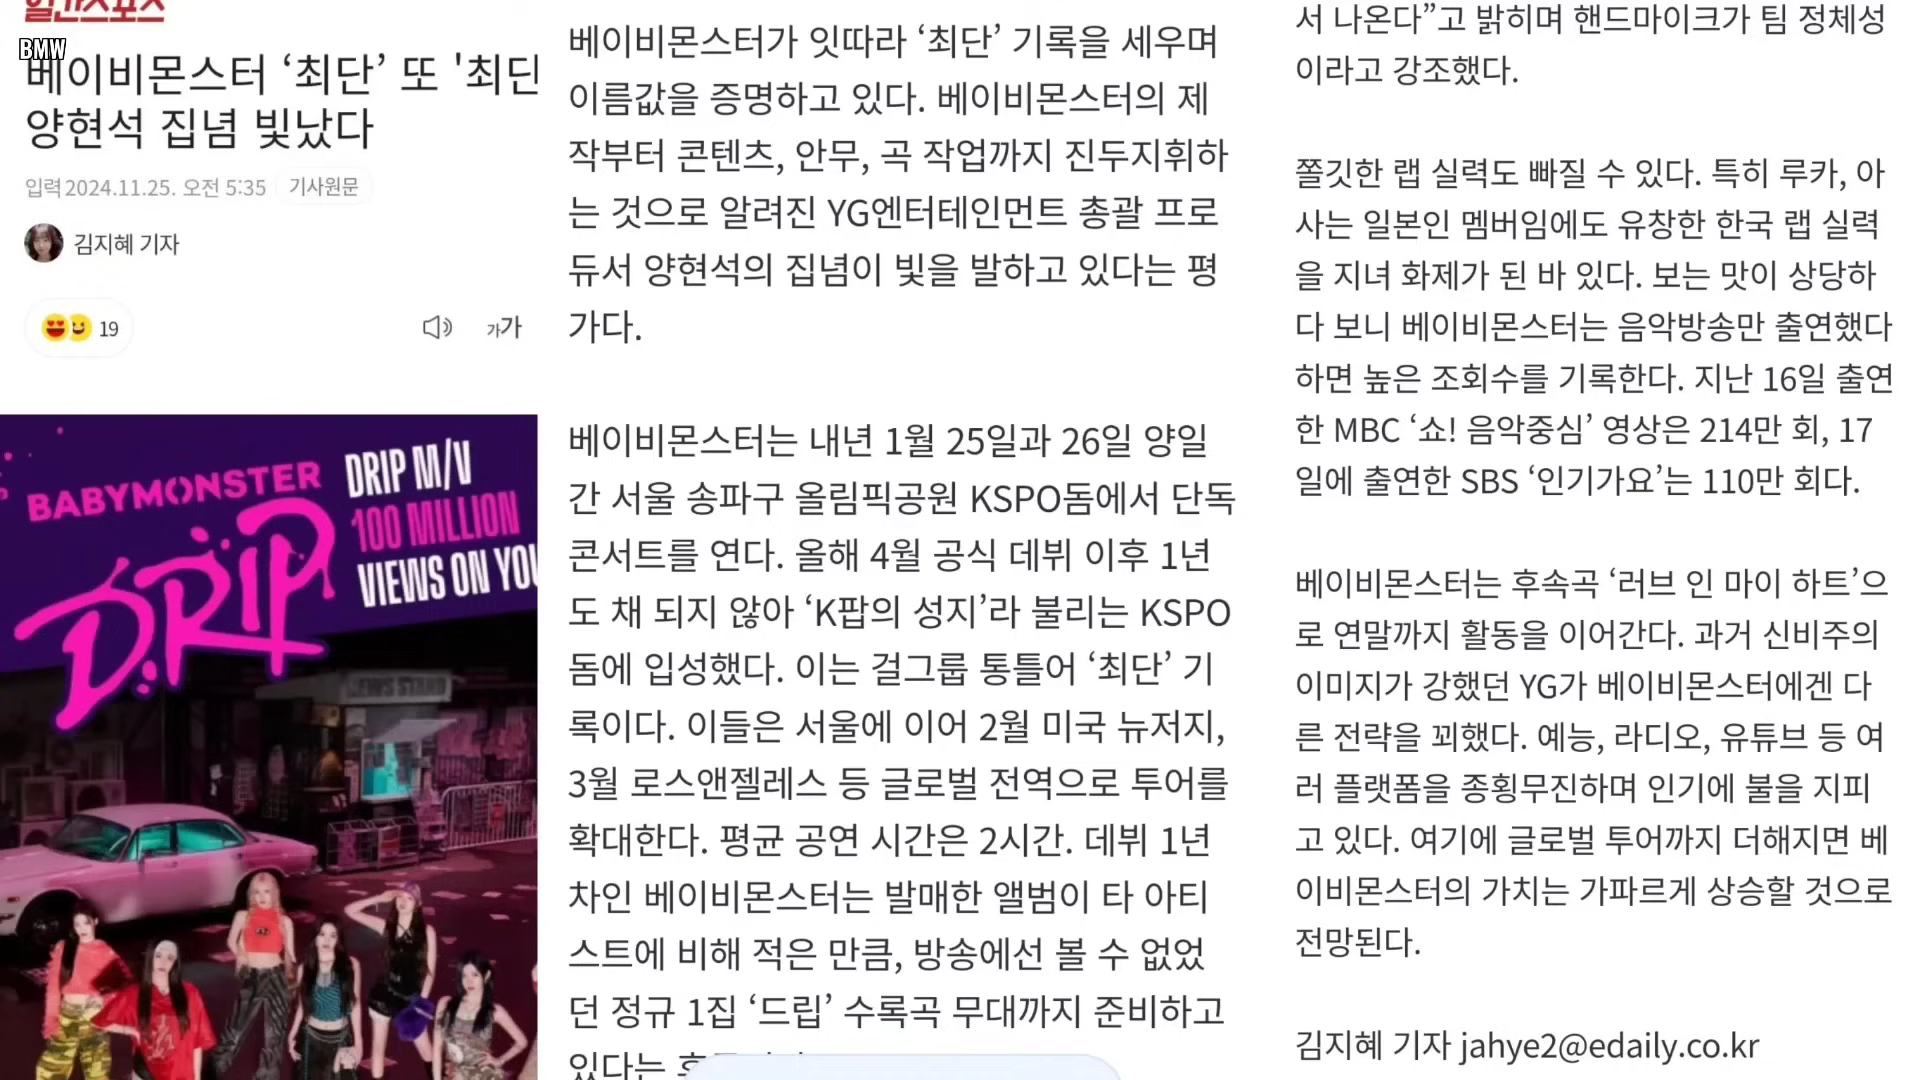 일간스포츠
BMW
베이비몬스터 ‘최단’ 또 '최단
양현석 집념 빛났다
입력 2024.11.25. 오전 5:35 기사원문
김지혜 기자
19
가가
BABYMONSTER
DRIP
DRIP M/V
100 MILLION
VIEWS ON YOU
베이비몬스터가 잇따라 ‘최단’ 기록을 세우며
이름값을 증명하고 있다. 베이비몬스터의 제
작부터 콘텐츠, 안무, 곡 작업까지 진두지휘하
는 것으로 알려진 YG엔터테인먼트 총괄 프로
듀서 양현석의 집념이 빛을 발하고 있다는 평
가다.
베이비몬스터는 내년 1월 25일과 26일 양일
간 서울 송파구 올림픽공원 KSPO돔에서 단독
콘서트를 연다. 올해 4월 공식 데뷔 이후 1년
도 채 되지 않아 ‘K팝의 성지’라 불리는 KSPO
돔에 입성했다. 이는 걸그룹 통틀어 ‘최단’ 기
록이다. 이들은 서울에 이어 2월 미국 뉴저지,
3월 로스앤젤레스 등 글로벌 전역으로 투어를
확대한다. 평균 공연 시간은 2시간. 데뷔 1년
차인 베이비몬스터는 발매한 앨범이 타 아티
스트에 비해 적은 만큼, 방송에선 볼 수 없었
던 정규 1집 ‘드립’ 수록곡 무대까지 준비하고
있다는
서 나온다”고 밝히며 핸드마이크가 팀 정체성
이라고 강조했다.
쫄깃한 랩 실력도 빠질 수 있다. 특히 루카, 아
사는 일본인 멤버임에도 유창한 한국 랩 실력
을 지녀 화제가 된 바 있다. 보는 맛이 상당하
다 보니 베이비몬스터는 음악방송만 출연했다
하면 높은 조회수를 기록한다. 지난 16일 출연
한 MBC ‘쇼! 음악중심’ 영상은 214만 회, 17
일에 출연한 SBS ‘인기가요’는 110만 회다.
베이비몬스터는 후속곡 ‘러브 인 마이 하트’으
로 연말까지 활동을 이어간다. 과거 신비주의
이미지가 강했던 YG가 베이비몬스터에겐 다
른 전략을 꾀했다. 예능, 라디오, 유튜브 등 여
러 플랫폼을 종횡무진하며 인기에 불을 지피
고 있다. 여기에 글로벌 투어까지 더해지면 베
이비몬스터의 가치는 가파르게 상승할 것으로
전망된다.
김지혜 기자 jahye2@edaily.co.kr